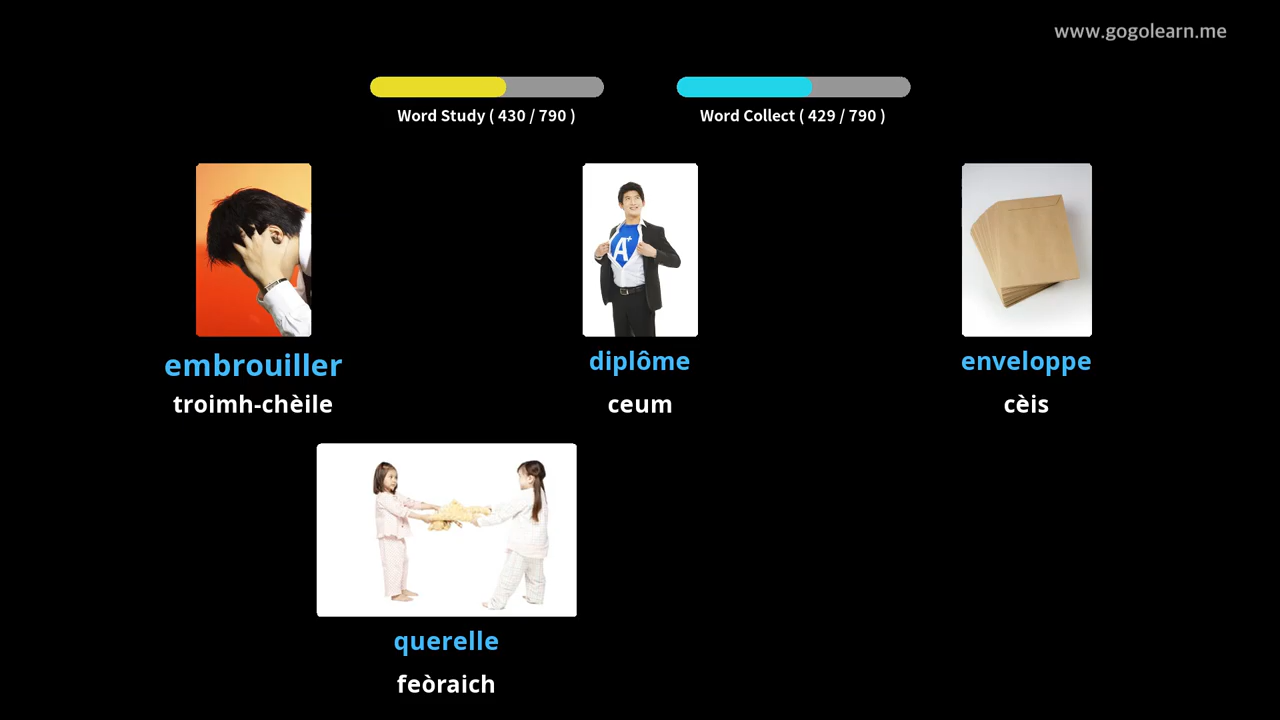 www.gogolearn.me
Word Study ( 430 / 790 )
Word Collect ( 429 / 790 )
A+
embrouiller
diplôme
enveloppe
troimh-chèile
ceum
cèis
querelle
feòraich